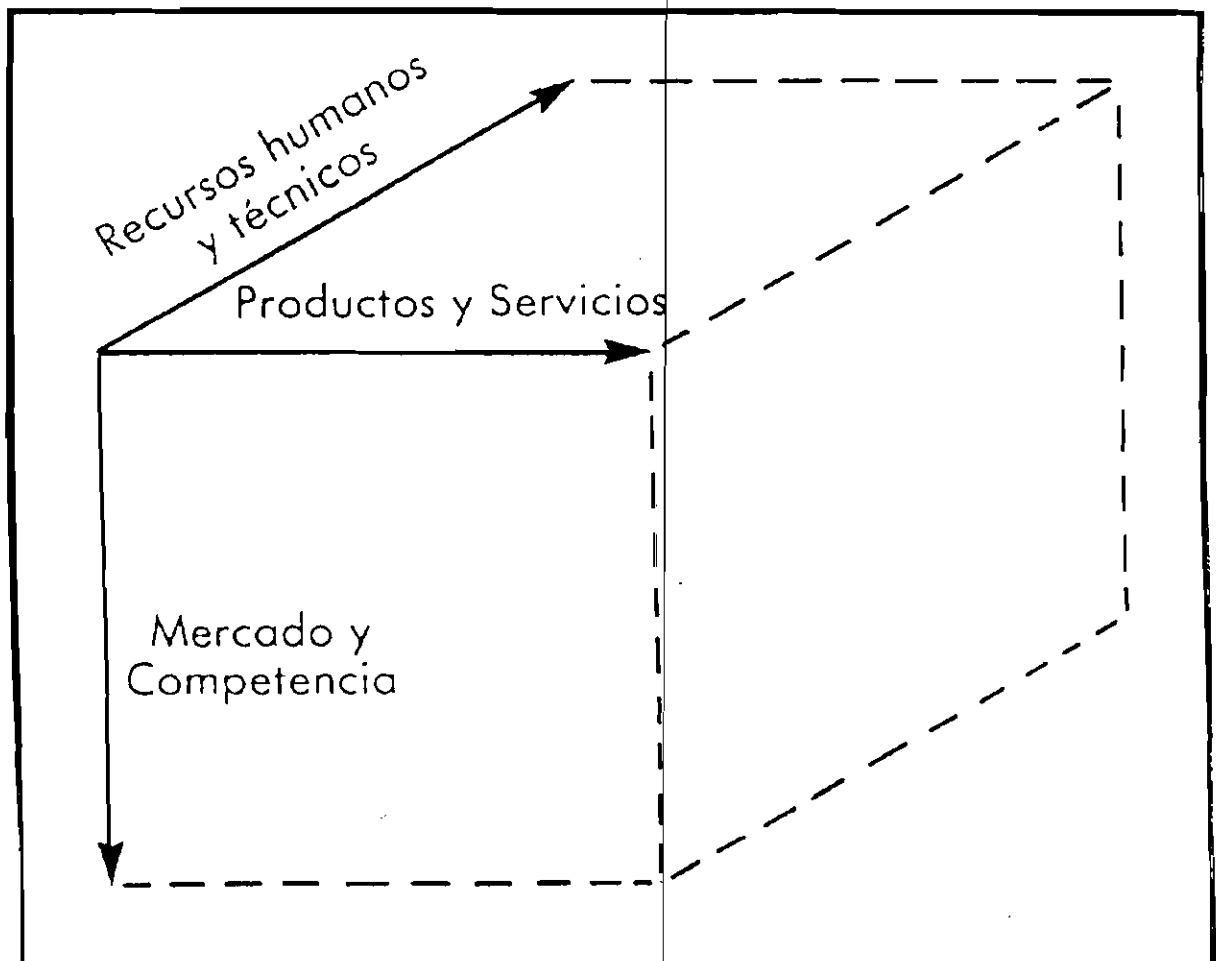 Recursos humanos
y técnicos
Productos y Servicios
Mercado y
Competencia